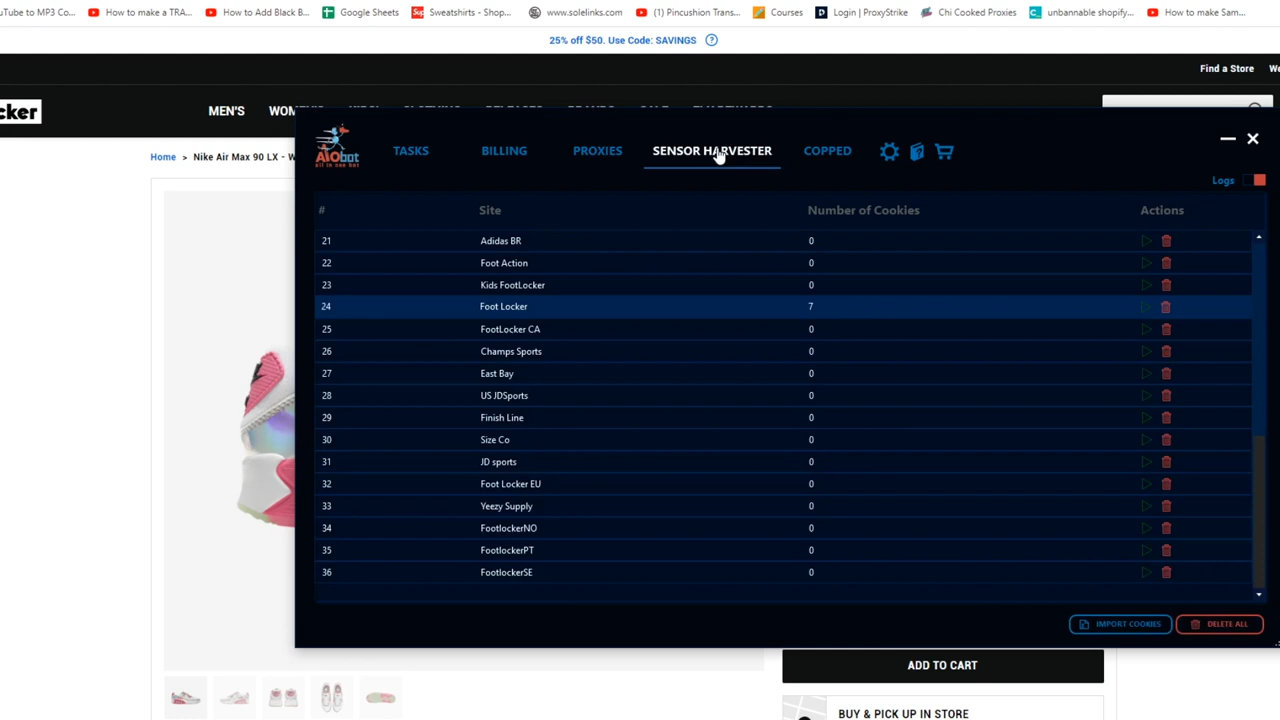 uTube to MP3 Co... How to make a TRA... How to Add Black B... Google Sheets Sweatshirts - Shop... www.solelinks.com (1) Pincushion Trans... Courses Login | ProxyStrike Chi Cooked Proxies unbannable shopify... How to make Sam...
25% off $50. Use Code: SAVINGS ?
Find a Store We
cker MEN'S
Home > Nike Air Max 90 LX - W
AIObot
all in one bot
TASKS BILLING PROXIES SENSOR HARVESTER COPPED
Logs
# Site Number of Cookies Actions
21 Adidas BR 0
22 Foot Action 0
23 Kids FootLocker 0
24 Foot Locker 7
25 FootLocker CA 0
26 Champs Sports 0
27 East Bay 0
28 US JDSports 0
29 Finish Line 0
30 Size Co 0
31 JD sports 0
32 Foot Locker EU 0
33 Yeezy Supply 0
34 FootlockerNO 0
35 FootlockerPT 0
36 FootlockerSE 0
IMPORT COOKIES DELETE ALL
ADD TO CART
BUY & PICK UP IN STORE